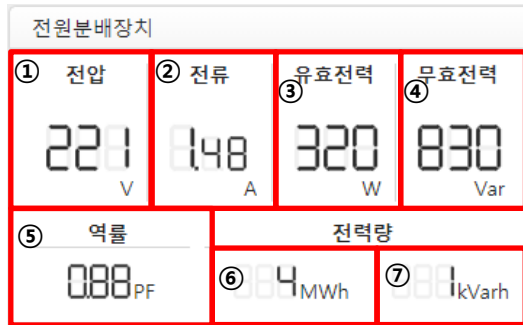 전원분배장치
① 전압 ② 전류 ③ 유효전력 ④ 무효전력
221 V 1.48 A 320 W 830 Var
⑤ 역률 전력량
0.88 PF ⑥ 4 MWh ⑦ 1 kVarh